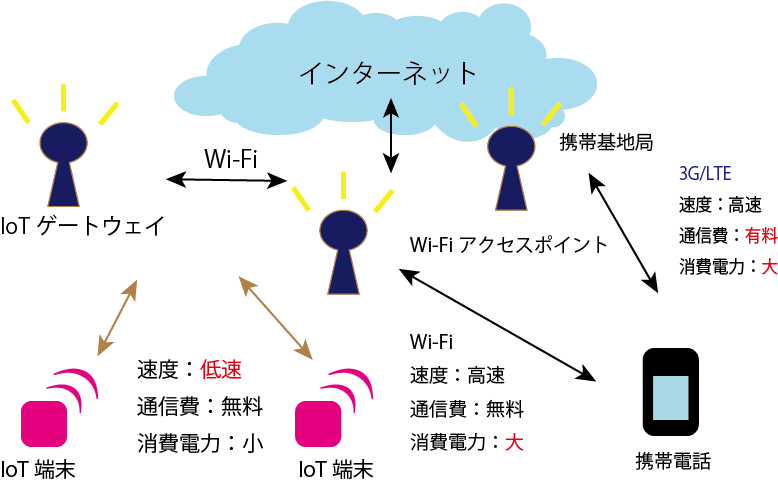 インターネット
携帯基地局
Wi-Fi
3G/LTE
速度：高速
通信費：有料
消費電力：大
IoT ゲートウェイ
Wi-Fi アクセスポイント
速度：低速
通信費：無料
消費電力：小
Wi-Fi
速度：高速
通信費：無料
消費電力：大
IoT 端末
IoT 端末
携帯電話